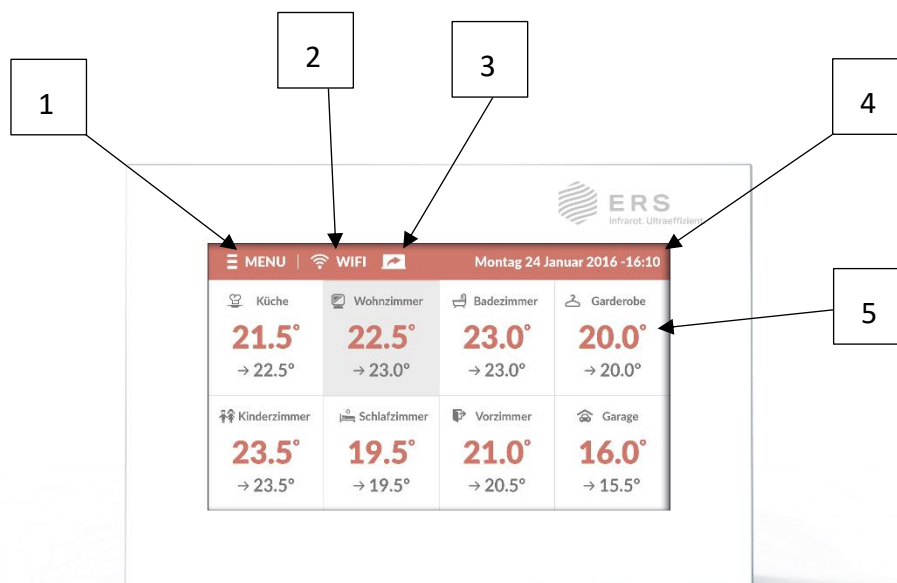 2
3
1
4
ERS
Infrarot. Ultraeffizient
MENU | WIFI Montag 24 Januar 2016 -16:10
5
Küche Wohnzimmer Badezimmer Garderobe
21.5° 22.5° 23.0° 20.0°
→ 22.5° → 23.0° → 23.0° → 20.0°
Kinderzimmer Schlafzimmer Vorzimmer Garage
23.5° 19.5° 21.0° 16.0°
→ 23.5° → 19.5° → 20.5° → 15.5°